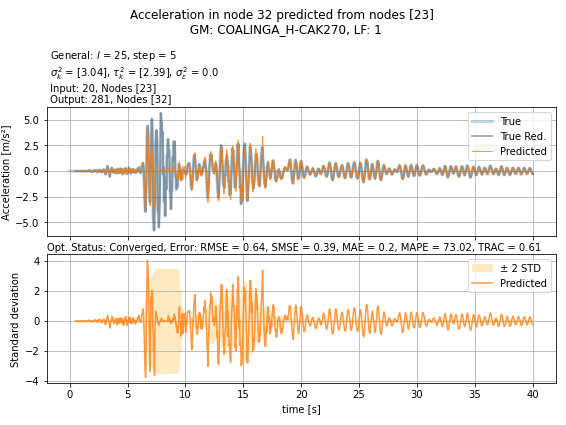 Acceleration in node 32 predicted from nodes [23]
GM: COALINGA_H-CAK270, LF: 1
General: l = 25, step = 5
σ²ₖ = [3.04], τ²ₖ = [2.39], σ²ε = 0.0
Input: 20, Nodes [23]
Output: 281, Nodes [32]
Acceleration [m/s²]
5.0
2.5
0.0
−2.5
−5.0
True
True Red.
Predicted
Opt. Status: Converged, Error: RMSE = 0.64, SMSE = 0.39, MAE = 0.2, MAPE = 73.02, TRAC = 0.61
Standard deviation
4
2
0
−2
−4
± 2 STD
Predicted
0 5 10 15 20 25 30 35 40
time [s]